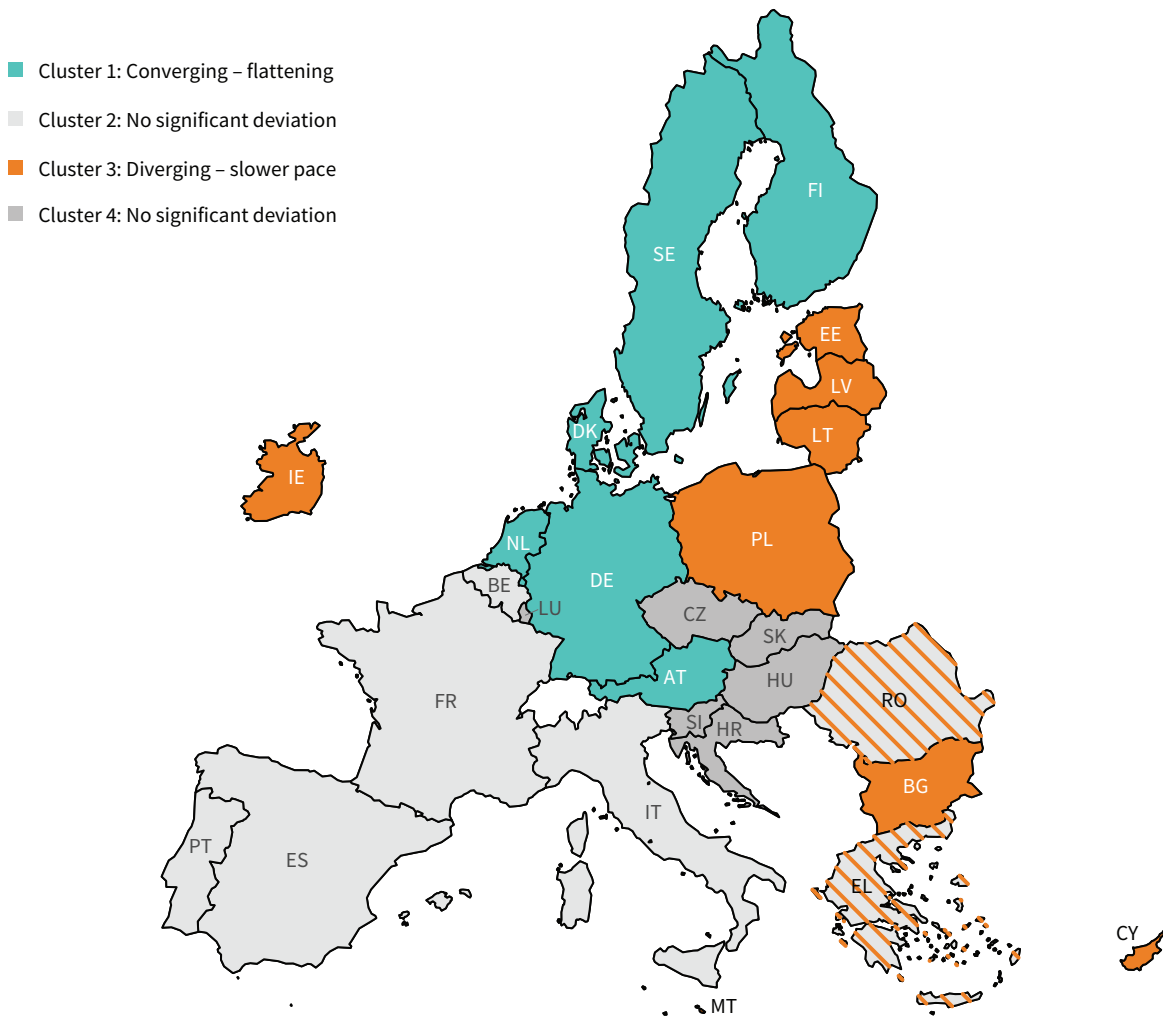 Cluster 1: Converging – flattening
Cluster 2: No significant deviation
Cluster 3: Diverging – slower pace
Cluster 4: No significant deviation
FI
SE
EE
LV
DK
LT
IE
PL
NL
DE
BE
LU
CZ
SK
AT
HU
FR
RO
SI
HR
BG
IT
PT
ES
EL
CY
MT